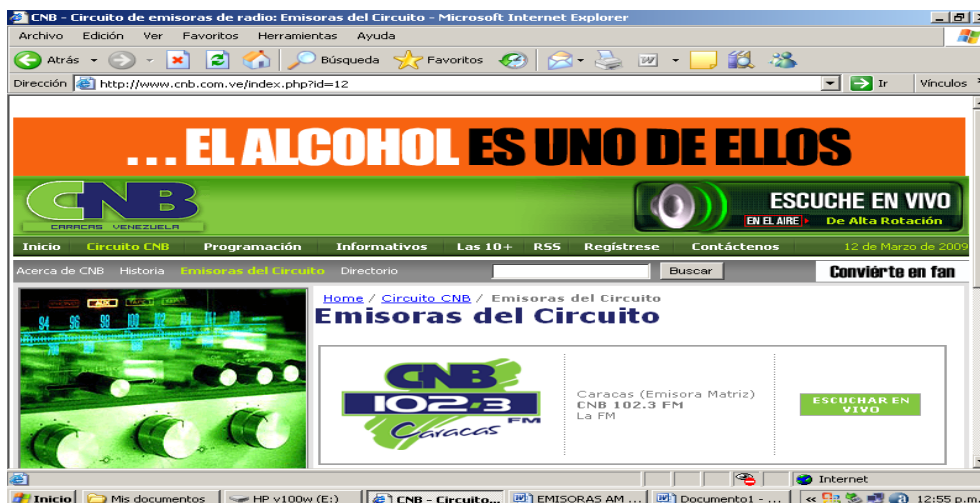 CNB - Circuito de emisoras de radio: Emisoras del Circuito - Microsoft Internet Explorer
Archivo Edición Ver Favoritos Herramientas Ayuda
Atrás Búsqueda Favoritos
Dirección http://www.cnb.com.ve/index.php?id=12 Ir Vínculos
...EL ALCOHOL ES UNO DE ELLOS
CNB
CARACAS VENEZUELA
ESCUCHE EN VIVO
EN EL AIRE De Alta Rotación
Inicio Circuito CNB Programación Informativos Las 10+ RSS Regístrese Contáctenos 12 de Marzo de 2009
Acerca de CNB Historia Emisoras del Circuito Directorio Buscar Conviérte en fan
Home / Circuito CNB / Emisoras del Circuito
Emisoras del Circuito
AUX
94 96 98 100 102
CNB
102.3 FM
Caracas
Caracas (Emisora Matriz)
CNB 102.3 FM
La FM
ESCUCHAR EN
VIVO
Internet
Inicio Mis documentos HP v100w (E:) CNB - Circuito... EMISORAS AM ... Documento1 - ... « 12:55 p.m.